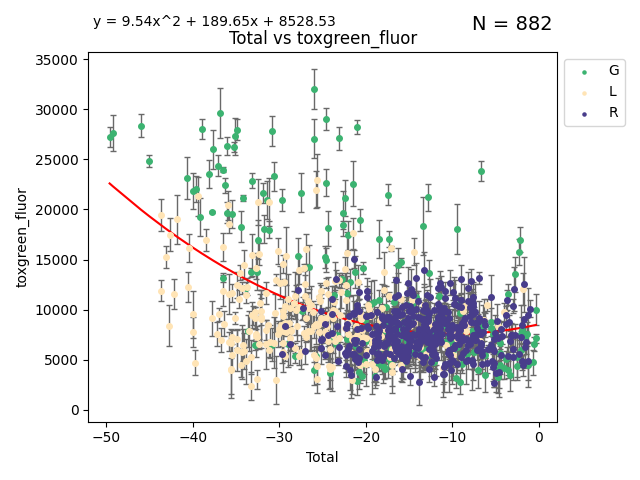 y = 9.54x^2 + 189.65x + 8528.53
N = 882
Total vs toxgreen_fluor
35000
30000
25000
20000
15000
10000
5000
0
toxgreen_fluor
−50
−40
−30
−20
−10
0
Total
G
L
R